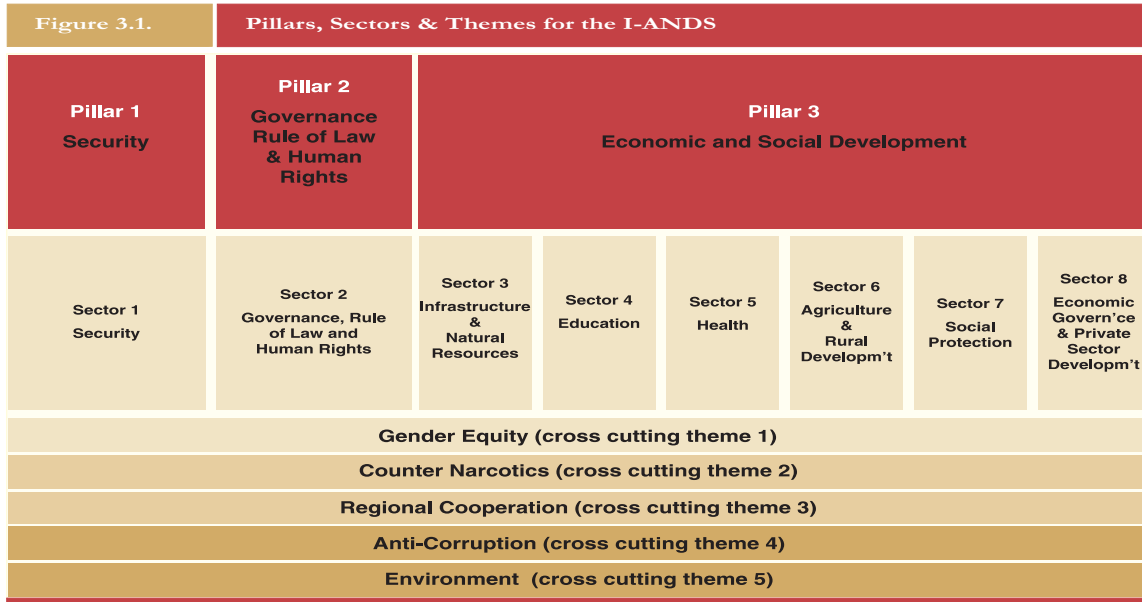 Figure 3.1.
Pillars, Sectors & Themes for the I-ANDS
Pillar 1
Security
Pillar 2
Governance
Rule of Law
& Human
Rights
Pillar 3
Economic and Social Development
Sector 1
Security
Sector 2
Governance, Rule
of Law and
Human Rights
Sector 3
Infrastructure
&
Natural
Resources
Sector 4
Education
Sector 5
Health
Sector 6
Agriculture
&
Rural
Developm't
Sector 7
Social
Protection
Sector 8
Economic
Govern'ce
& Private
Sector
Developm't
Gender Equity (cross cutting theme 1)
Counter Narcotics (cross cutting theme 2)
Regional Cooperation (cross cutting theme 3)
Anti-Corruption (cross cutting theme 4)
Environment (cross cutting theme 5)